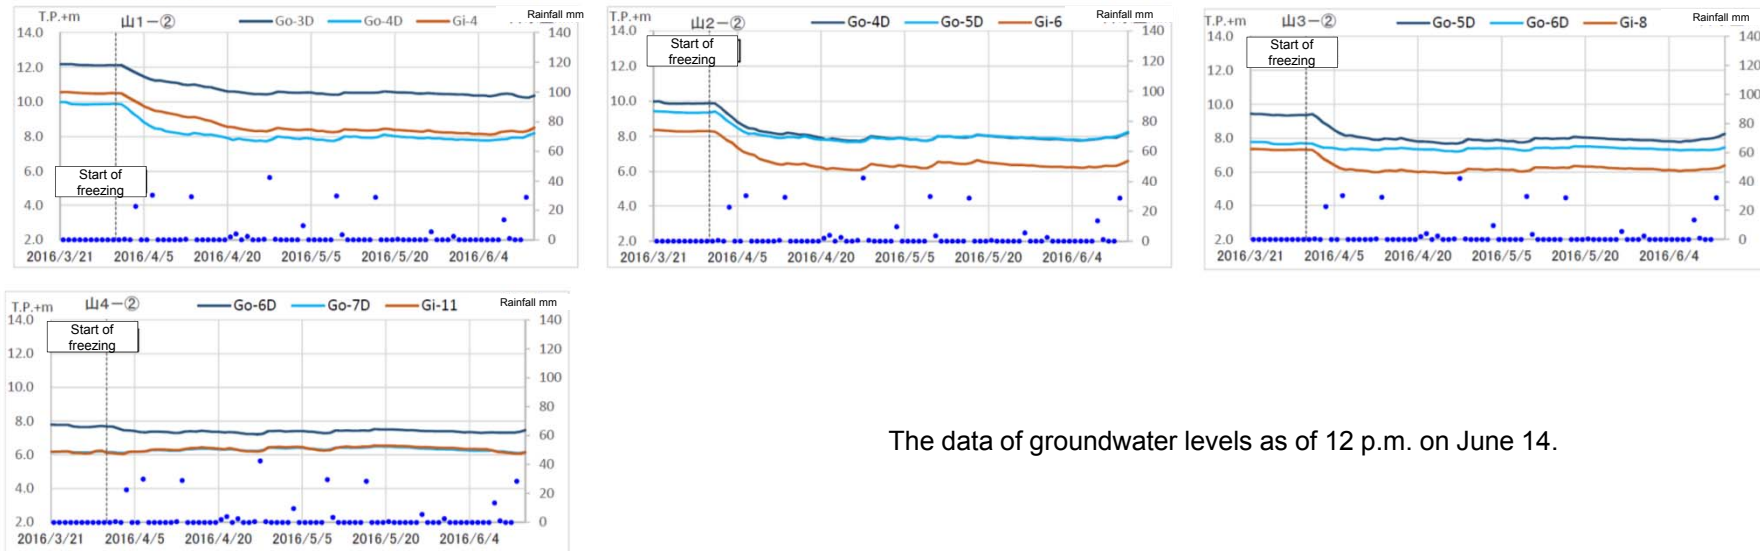 T.P.+m 山1-② Go-3D Go-4D Gi-4 Rainfall mm
14.0 140
12.0 120
10.0 100
8.0 80
6.0 60
4.0 40
2.0 20
0
Start of
freezing
2016/3/21 2016/4/5 2016/4/20 2016/5/5 2016/5/20 2016/6/4
T.P.+m 山2-② Go-4D Go-5D Gi-6 Rainfall mm
14.0 140
12.0 120
10.0 100
8.0 80
6.0 60
4.0 40
2.0 20
0
Start of
freezing
2016/3/21 2016/4/5 2016/4/20 2016/5/5 2016/5/20 2016/6/4
T.P.+m 山3-② Go-5D Go-6D Gi-8 Rainfall mm
14.0 140
12.0 120
10.0 100
8.0 80
6.0 60
4.0 40
2.0 20
0
Start of
freezing
2016/3/21 2016/4/5 2016/4/20 2016/5/5 2016/5/20 2016/6/4
T.P.+m 山4-② Go-6D Go-7D Gi-11 Rainfall mm
14.0 140
12.0 120
10.0 100
8.0 80
6.0 60
4.0 40
2.0 20
0
Start of
freezing
2016/3/21 2016/4/5 2016/4/20 2016/5/5 2016/5/20 2016/6/4
The data of groundwater levels as of 12 p.m. on June 14.